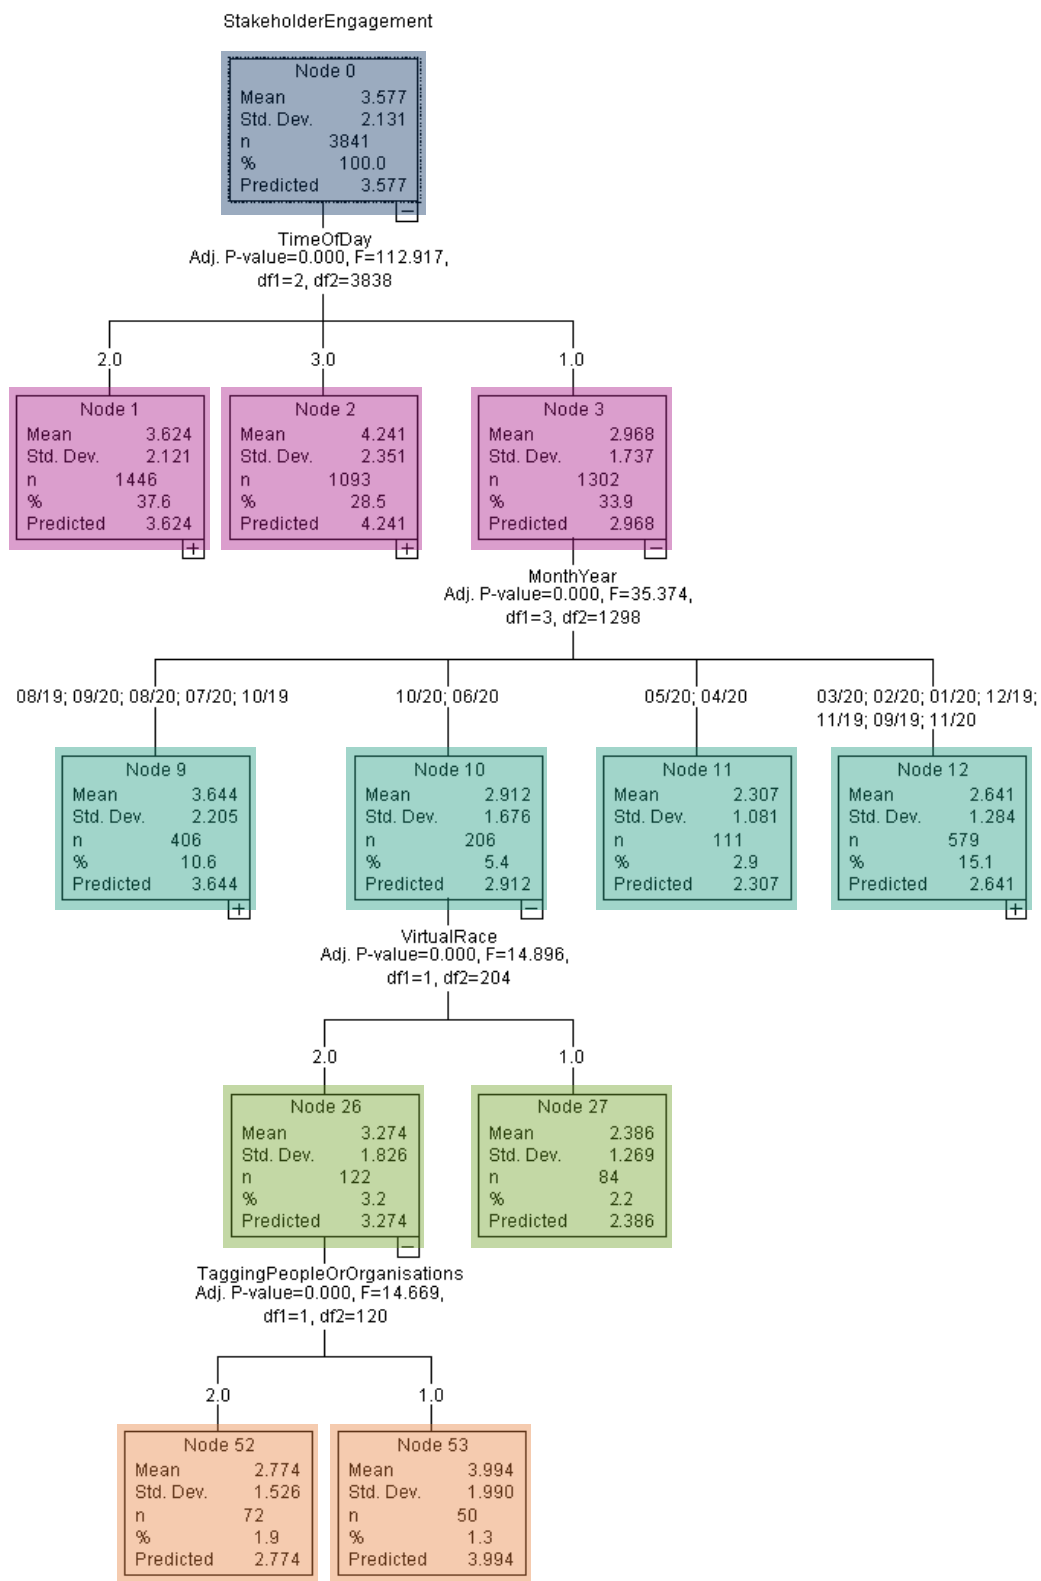 StakeholderEngagement
Node 0
Mean 3.577
Std. Dev. 2.131
n 3841
% 100.0
Predicted 3.577
TimeOfDay
Adj. P-value=0.000, F=112.917,
df1=2, df2=3838
2.0
3.0
1.0
Node 1
Mean 3.624
Std. Dev. 2.121
n 1446
% 37.6
Predicted 3.624
Node 2
Mean 4.241
Std. Dev. 2.351
n 1093
% 28.5
Predicted 4.241
Node 3
Mean 2.968
Std. Dev. 1.737
n 1302
% 33.9
Predicted 2.968
MonthYear
Adj. P-value=0.000, F=35.374,
df1=3, df2=1298
08/19; 09/20; 08/20; 07/20; 10/19
10/20; 06/20
05/20; 04/20
03/20; 02/20; 01/20; 12/19;
11/19; 09/19; 11/20
Node 9
Mean 3.644
Std. Dev. 2.205
n 406
% 10.6
Predicted 3.644
Node 10
Mean 2.912
Std. Dev. 1.676
n 206
% 5.4
Predicted 2.912
Node 11
Mean 2.307
Std. Dev. 1.081
n 111
% 2.9
Predicted 2.307
Node 12
Mean 2.641
Std. Dev. 1.284
n 579
% 15.1
Predicted 2.641
VirtualRace
Adj. P-value=0.000, F=14.896,
df1=1, df2=204
2.0
1.0
Node 26
Mean 3.274
Std. Dev. 1.826
n 122
% 3.2
Predicted 3.274
Node 27
Mean 2.386
Std. Dev. 1.269
n 84
% 2.2
Predicted 2.386
TaggingPeopleOrOrganisations
Adj. P-value=0.000, F=14.669,
df1=1, df2=120
2.0
1.0
Node 52
Mean 2.774
Std. Dev. 1.526
n 72
% 1.9
Predicted 2.774
Node 53
Mean 3.994
Std. Dev. 1.990
n 50
% 1.3
Predicted 3.994